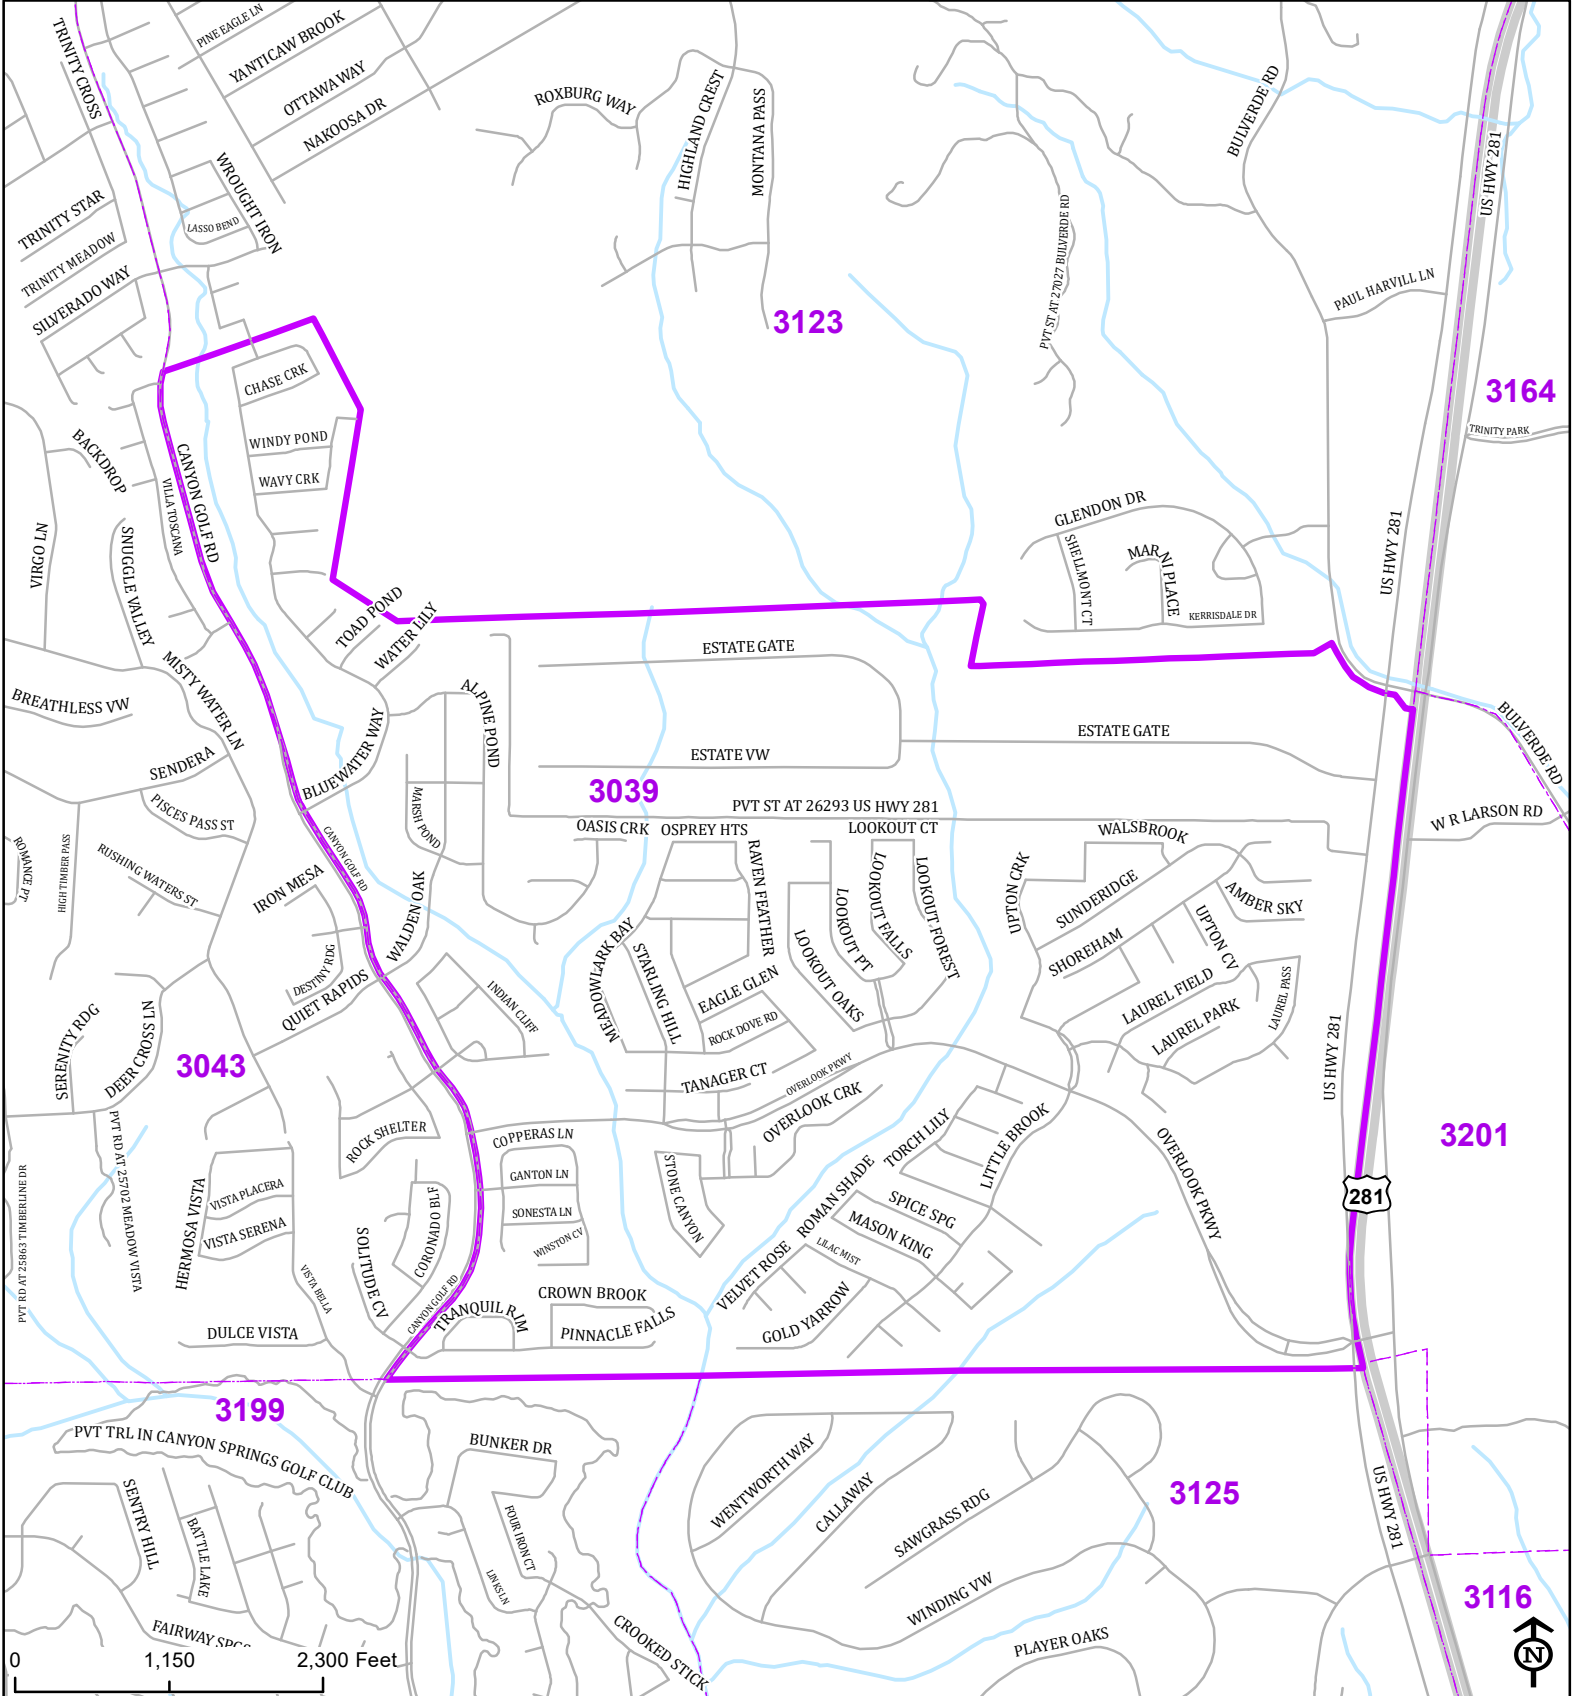 PINE EAGLE LN
YANTICAW BROOK
OTTAWA WAY
NAKOOSA DR
TRINITY CROSS
WROUGHT IRON
LASSO BEND
TRINITY STAR
TRINITY MEADOW
SILVERADO WAY
ROXBURG WAY
HIGHLAND CREST
MONTANA PASS
BULVERDE RD
US HWY 281
PVT ST AT 27027 BULVERDE RD
PAUL HARVILL LN
3123
3164
TRINITY PARK
CHASE CRK
WINDY POND
WAVY CRK
BACKDROP
CANYON GOLF RD
VILLA TOSCANA
VIRGO LN
SNUGGLE VALLEY
GLENDON DR
SHELLMONT CT
MARNI PLACE
KERRISDALE DR
US HWY 281
TOAD POND
WATER LILY
MISTY WATER LN
BREATHLESS VW
SENDERA
PISCES PASS ST
BLUEWATER WAY
ALPINE POND
MARSH POND
ESTATE GATE
ESTATE GATE
ESTATE VW
3039
PVT ST AT 26293 US HWY 281
BULVERDE RD
W R LARSON RD
OASIS CRK
OSPREY HTS
LOOKOUT CT
WALSBROOK
ROMANCE PT
HIGH TIMBER PASS
RUSHING WATERS ST
IRON MESA
CANYON GOLF RD
WALDEN OAK
RAVEN FEATHER
LOOKOUT PT
LOOKOUT FALLS
LOOKOUT FOREST
UPTON CRK
SUNDERIDGE
AMBER SKY
UPTON CV
SHOREHAM
LAUREL FIELD
LAUREL PARK
LAUREL PASS
DESTINY RDG
QUIET RAPIDS
INDIAN CLIFF
MEADOWLARK BAY
STARLING HILL
EAGLE GLEN
ROCK DOVE RD
LOOKOUT OAKS
SERENITY RDG
DEER CROSS LN
3043
TANAGER CT
OVERLOOK PKWY
OVERLOOK CRK
US HWY 281
3201
PVT RD AT 25702 MEADOW VISTA
PVT RD AT 25863 TIMBERLINE DR
ROCK SHELTER
COPPERAS LN
GANTON LN
SONESTA LN
WINSTON CV
STONE CANYON
TORCH LILY
LITTLE BROOK
ROMAN SHADE
SPICE SPG
MASON KING
LILAC MIST
VELVET ROSE
GOLD YARROW
OVERLOOK PKWY
281
HERMOSA VISTA
VISTA PLACERA
VISTA SERENA
VISTA BELLA
SOLITUDE CV
CORONADO BLF
CANYON GOLF RD
TRANQUIL RIM
CROWN BROOK
PINNACLE FALLS
DULCE VISTA
3199
PVT TRL IN CANYON SPRINGS GOLF CLUB
BUNKER DR
FOUR IRON CT
LINKS LN
SENTRY HILL
BATTLE LAKE
WENTWORTH WAY
CALLAWAY
SAWGRASS RDG
3125
US HWY 281
WINDING VW
3116
FAIRWAY SPGS
CROOKED STICK
PLAYER OAKS
0 1,150 2,300 Feet
N